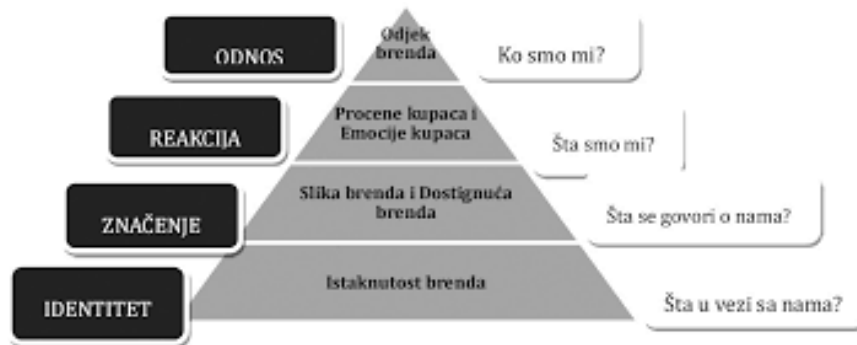 ODNOS
Odjek
brenda
Ko smo mi?
REAKCIJA
Procene kupaca i
Emocije kupaca
Šta smo mi?
ZNAČENJE
Slika brenda i Dostignuća
brenda
Šta se govori o nama?
IDENTITET
Istaknutost brenda
Šta u vezi sa nama?